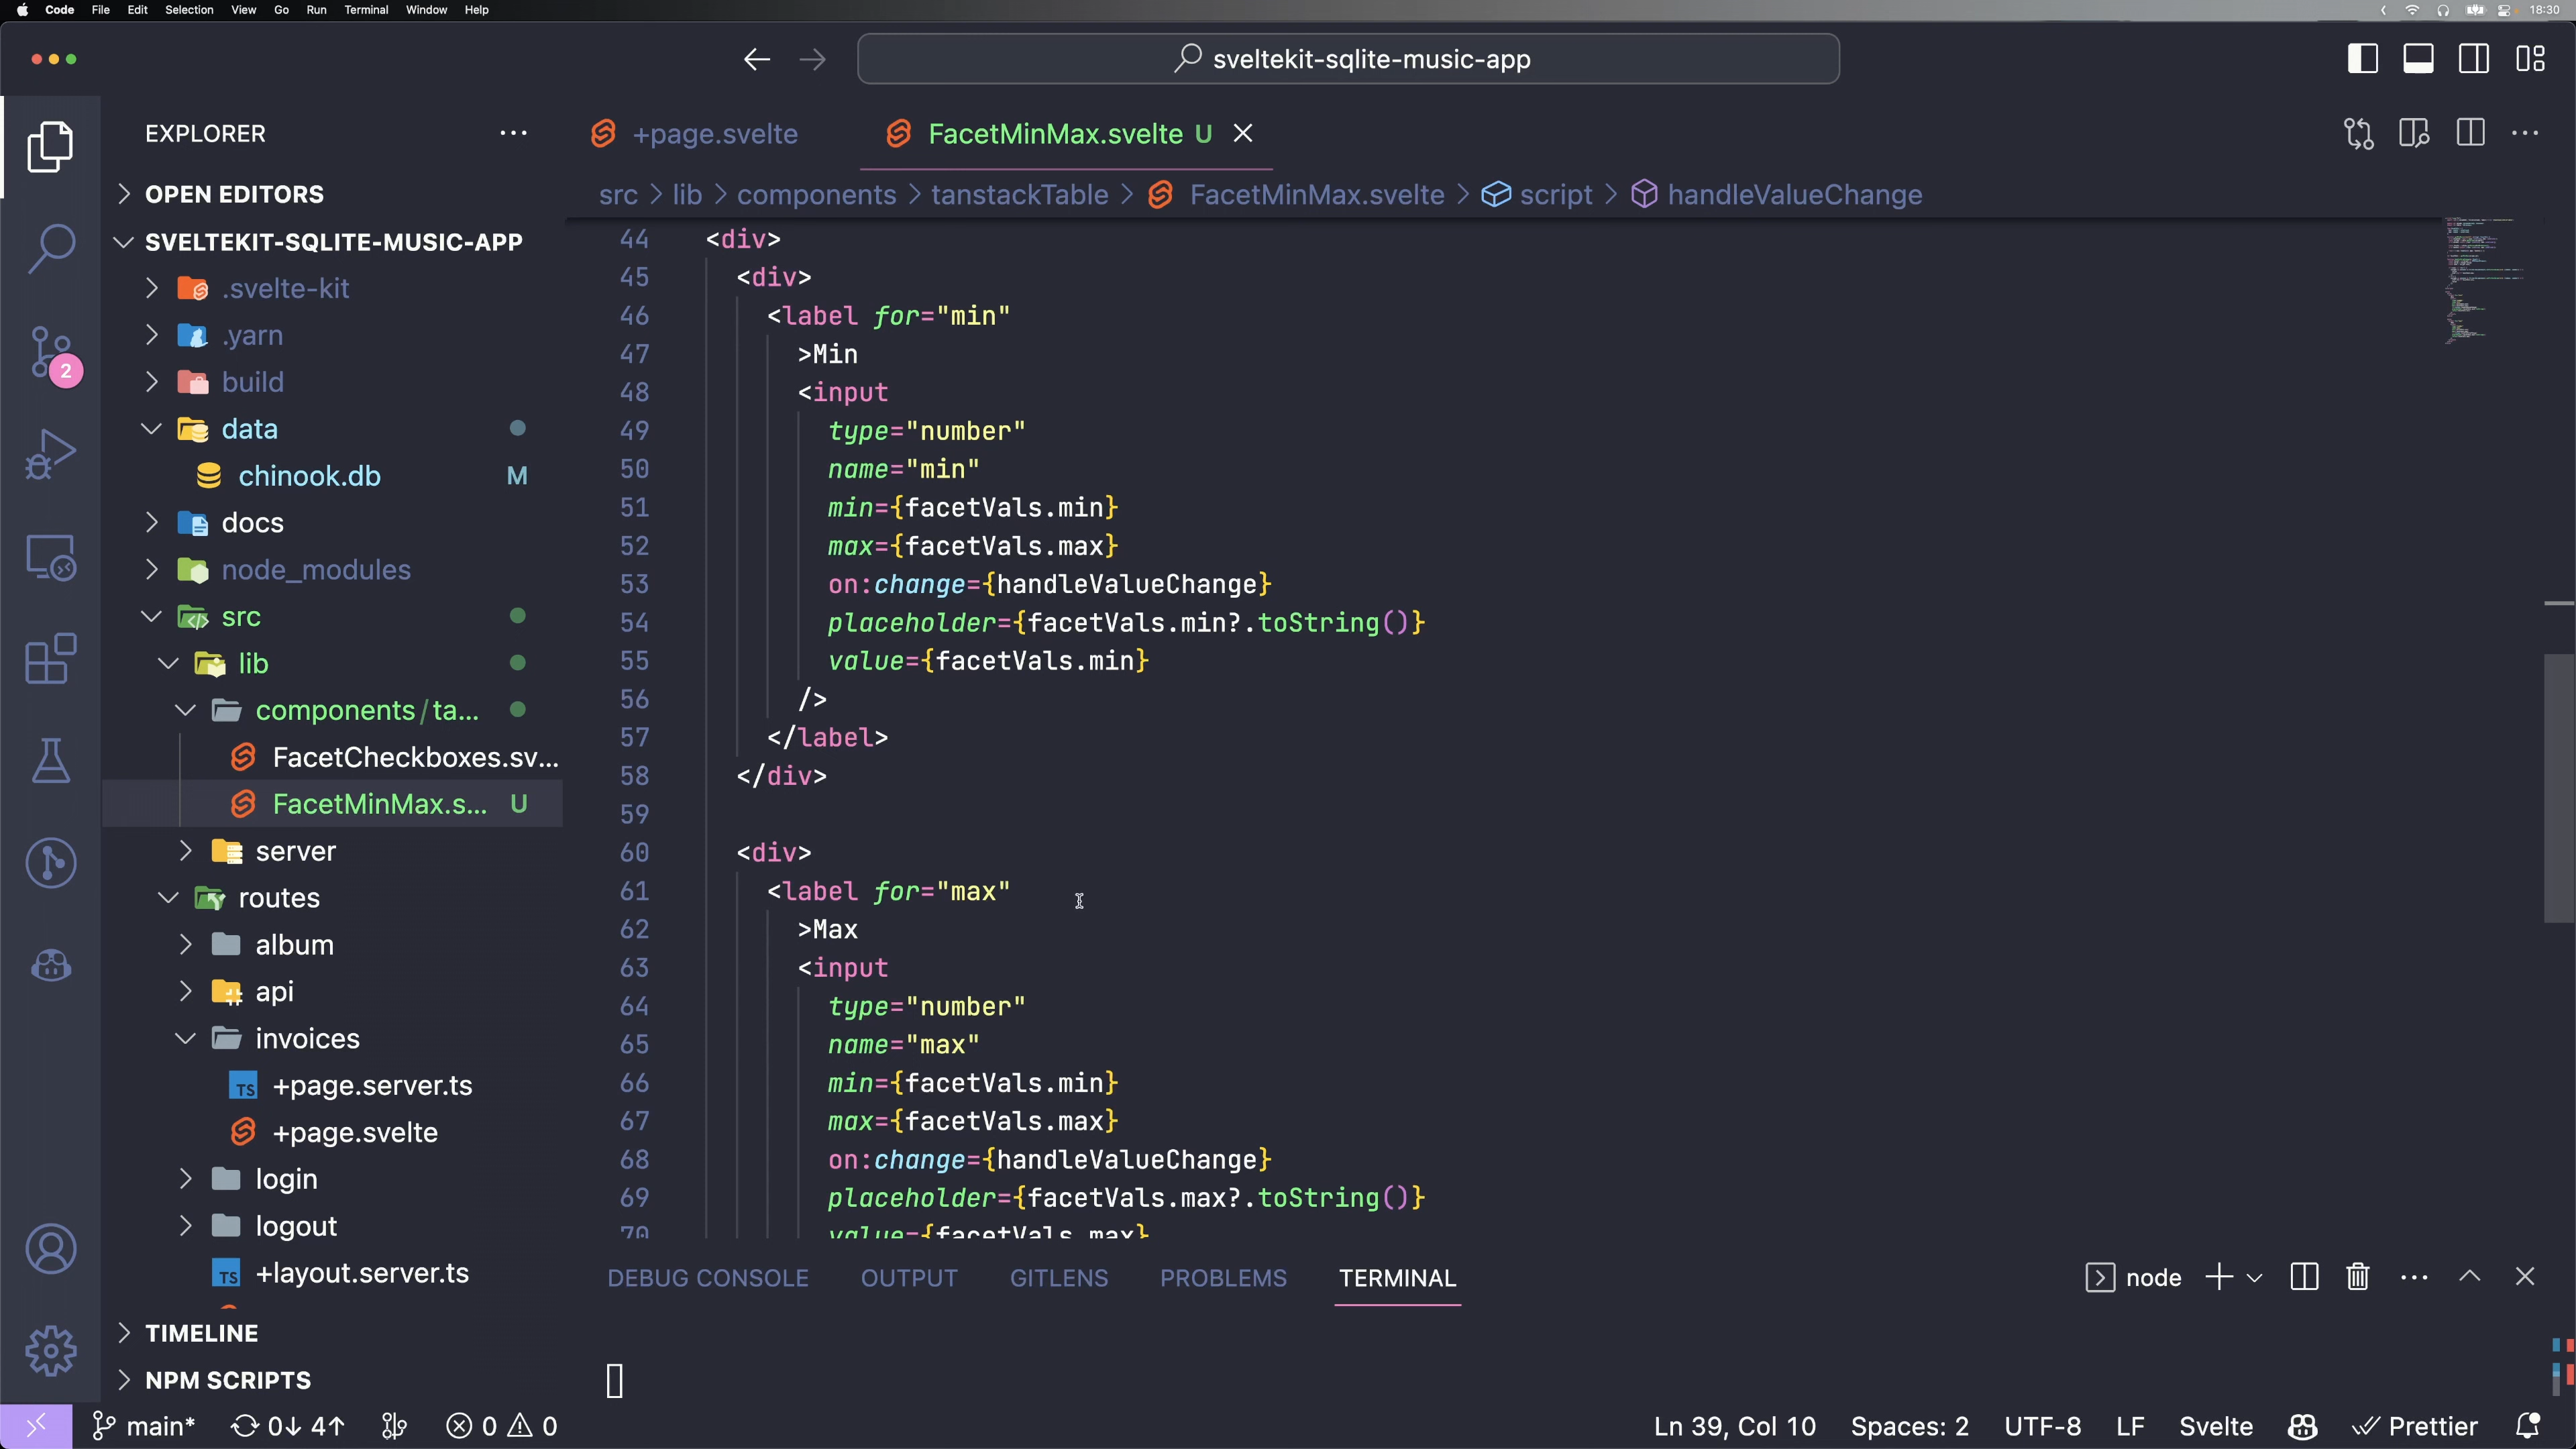 Code File Edit Selection View Go Run Terminal Window Help 18:30
sveltekit-sqlite-music-app
EXPLORER
OPEN EDITORS
SVELTEKIT-SQLITE-MUSIC-APP
.svelte-kit
.yarn
build
data
chinook.db M
docs
node_modules
src
lib
components/ta...
FacetCheckboxes.sv...
FacetMinMax.s... U
server
routes
album
api
invoices
+page.server.ts
+page.svelte
login
logout
+layout.server.ts
TIMELINE
NPM SCRIPTS
2
+page.svelte FacetMinMax.svelte U
src > lib > components > tanstackTable > FacetMinMax.svelte > script > handleValueChange
44 <div>
45 <div>
46 <label for="min"
47 >Min
48 <input
49 type="number"
50 name="min"
51 min={facetVals.min}
52 max={facetVals.max}
53 on:change={handleValueChange}
54 placeholder={facetVals.min?.toString()}
55 value={facetVals.min}
56 />
57 </label>
58 </div>
59
60 <div>
61 <label for="max"
62 >Max
63 <input
64 type="number"
65 name="max"
66 min={facetVals.min}
67 max={facetVals.max}
68 on:change={handleValueChange}
69 placeholder={facetVals.max?.toString()}
70 value={facetVals.max}
DEBUG CONSOLE OUTPUT GITLENS PROBLEMS TERMINAL node
main* 0↓ 4↑ 0 0 Ln 39, Col 10 Spaces: 2 UTF-8 LF Svelte Prettier